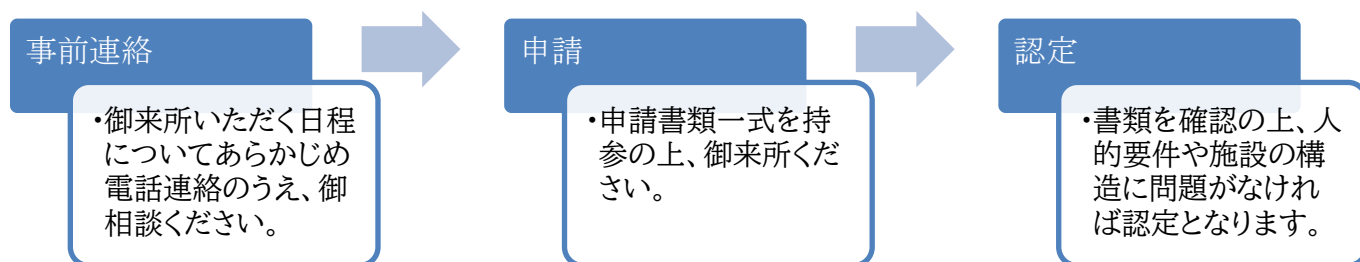 事前連絡
・御来所いただく日程
についてあらかじめ
電話連絡のうえ、御
相談ください。
申請
・申請書類一式を持
参の上、御来所くだ
さい。
認定
・書類を確認の上、人
的要件や施設の構
造に問題がなけれ
ば認定となります。